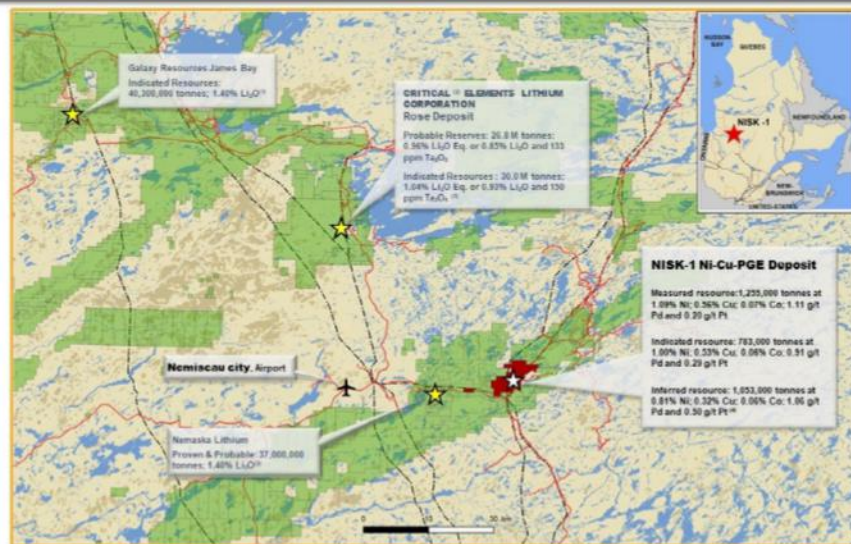 Galaxy Resources James Bay
Indicated Resources:
40,300,000 tonnes; 1.40% Li₂O⁽¹⁾
CRITICAL ELEMENTS LITHIUM
CORPORATION
Rose Deposit
Probable Reserves: 26.8 M tonnes:
0.96% Li₂O Eq. or 0.85% Li₂O and 133
ppm Ta₂O₅
Indicated Resources:
1.04% Li₂O Eq. or 0.93% Li₂O and 130
ppm Ta₂O₅
HUDSON
BAY
QUEBEC
NISK -1
NEWFOUNDLAND
ONTARIO
NEW-
BRUNSWICK
UNITED-STATES
NISK-1 Ni-Cu-PGE Deposit
Measured resource:1,255,000 tonnes at
1.09% Ni; 0.56% Cu; 0.07% Co; 1.11 g/t
Pd and 0.20 g/t Pt
Indicated resource: 783,000 tonnes at
1.00% Ni; 0.53% Cu; 0.06% Co; 0.91 g/t
Pd and 0.29 g/t Pt
Inferred resource: 1,053,000 tonnes at
0.81% Ni; 0.32% Cu; 0.06% Co; 1.06 g/t
Pd and 0.50 g/t Pt
Nemiscau city, Airport
Nemaska Lithium
Proven & Probable: 37,000,000
tonnes; 1.40% Li₂O
0 15 30 km